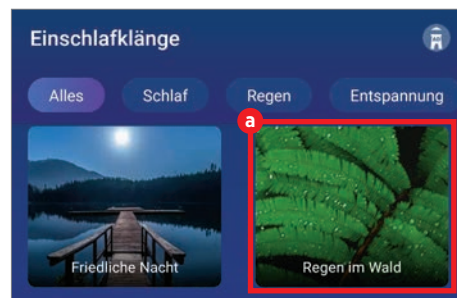 Einschlafklänge
Alles Schlaf Regen Entspannung
a
Friedliche Nacht Regen im Wald